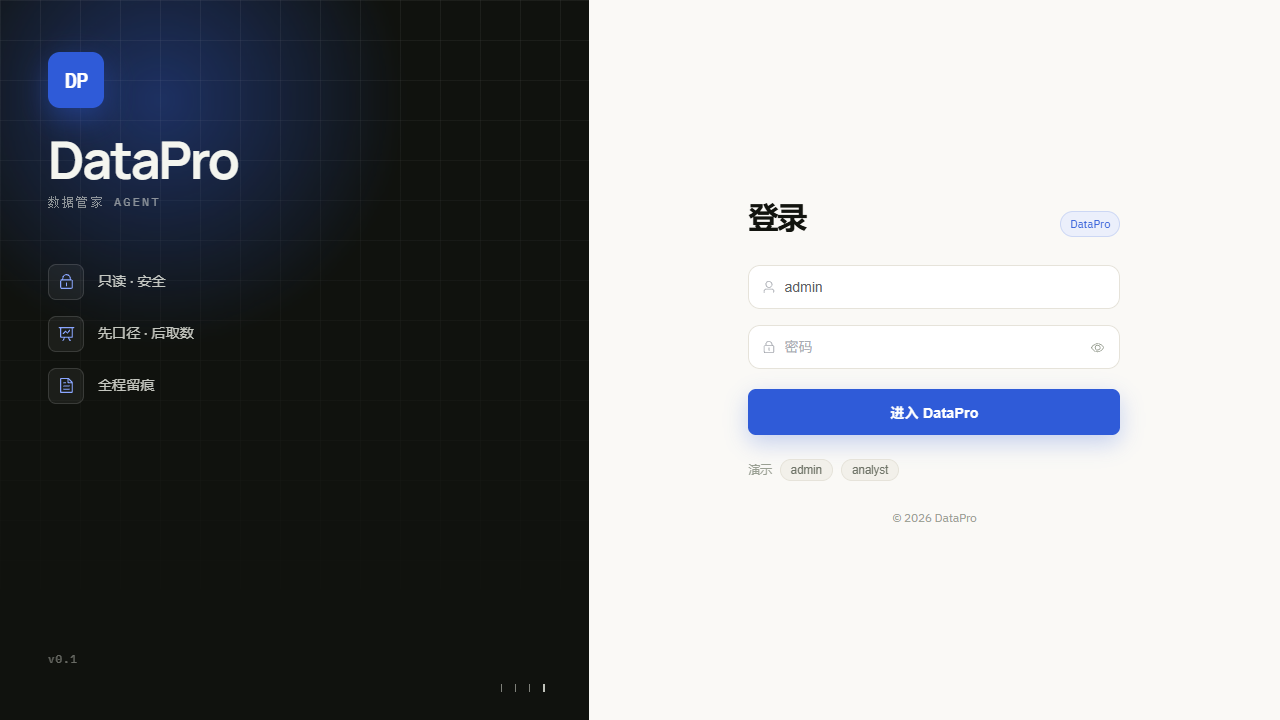 DP
DataPro
数据管家 AGENT
只读 · 安全
先口径 · 后取数
全程留痕
v0.1
登录
DataPro
admin
密码
进入 DataPro
演示 admin analyst
© 2026 DataPro